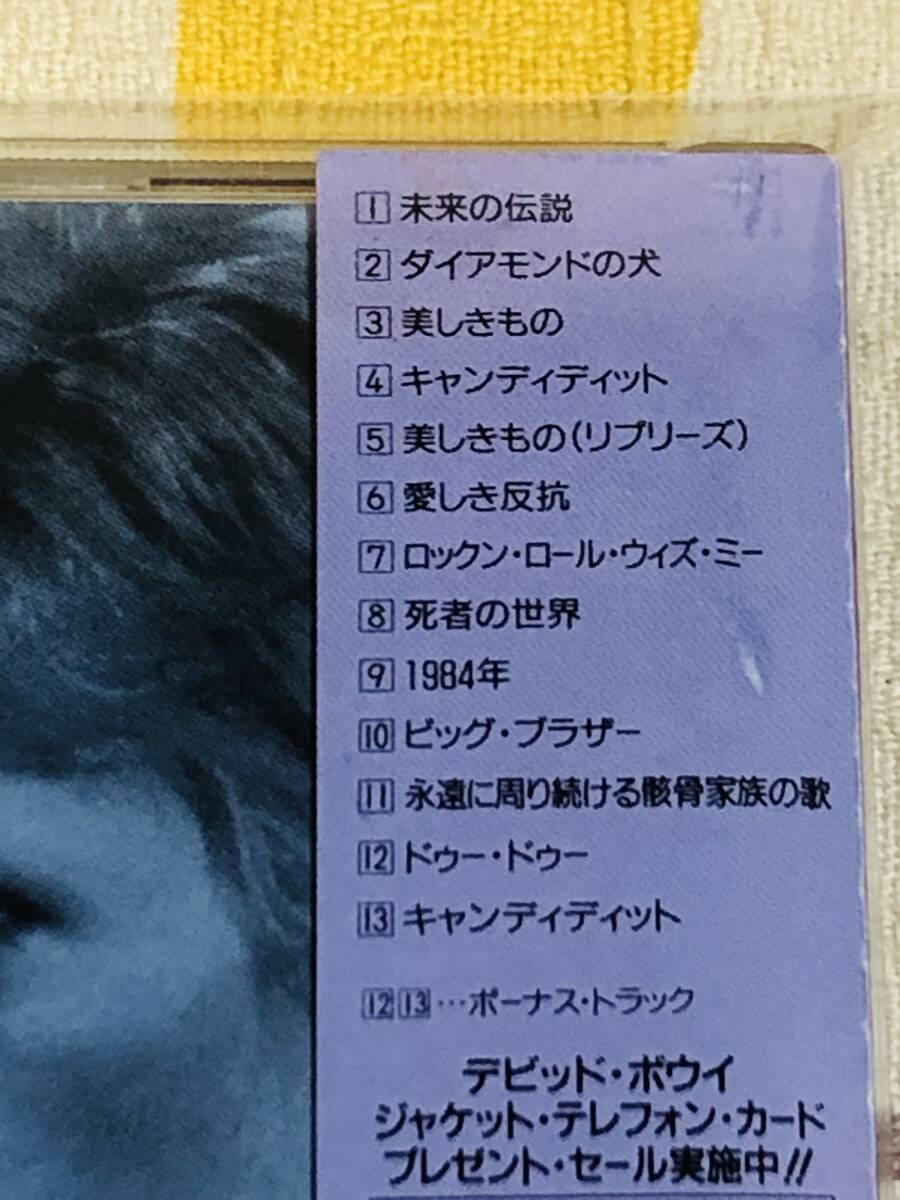 1 未来の伝説
2 ダイアモンドの犬
3 美しきもの
4 キャンディディット
5 美しきもの(リプリーズ)
6 愛しき反抗
7 ロックン・ロール・ウィズ・ミー
8 死者の世界
9 1984年
10 ビッグ・ブラザー
11 永遠に周り続ける骸骨家族の歌
12 ドゥー・ドゥー
13 キャンディディット
12 13…ボーナス・トラック
デビッド・ボウイ
ジャケット・テレフォン・カード
プレゼント・セール実施中!!